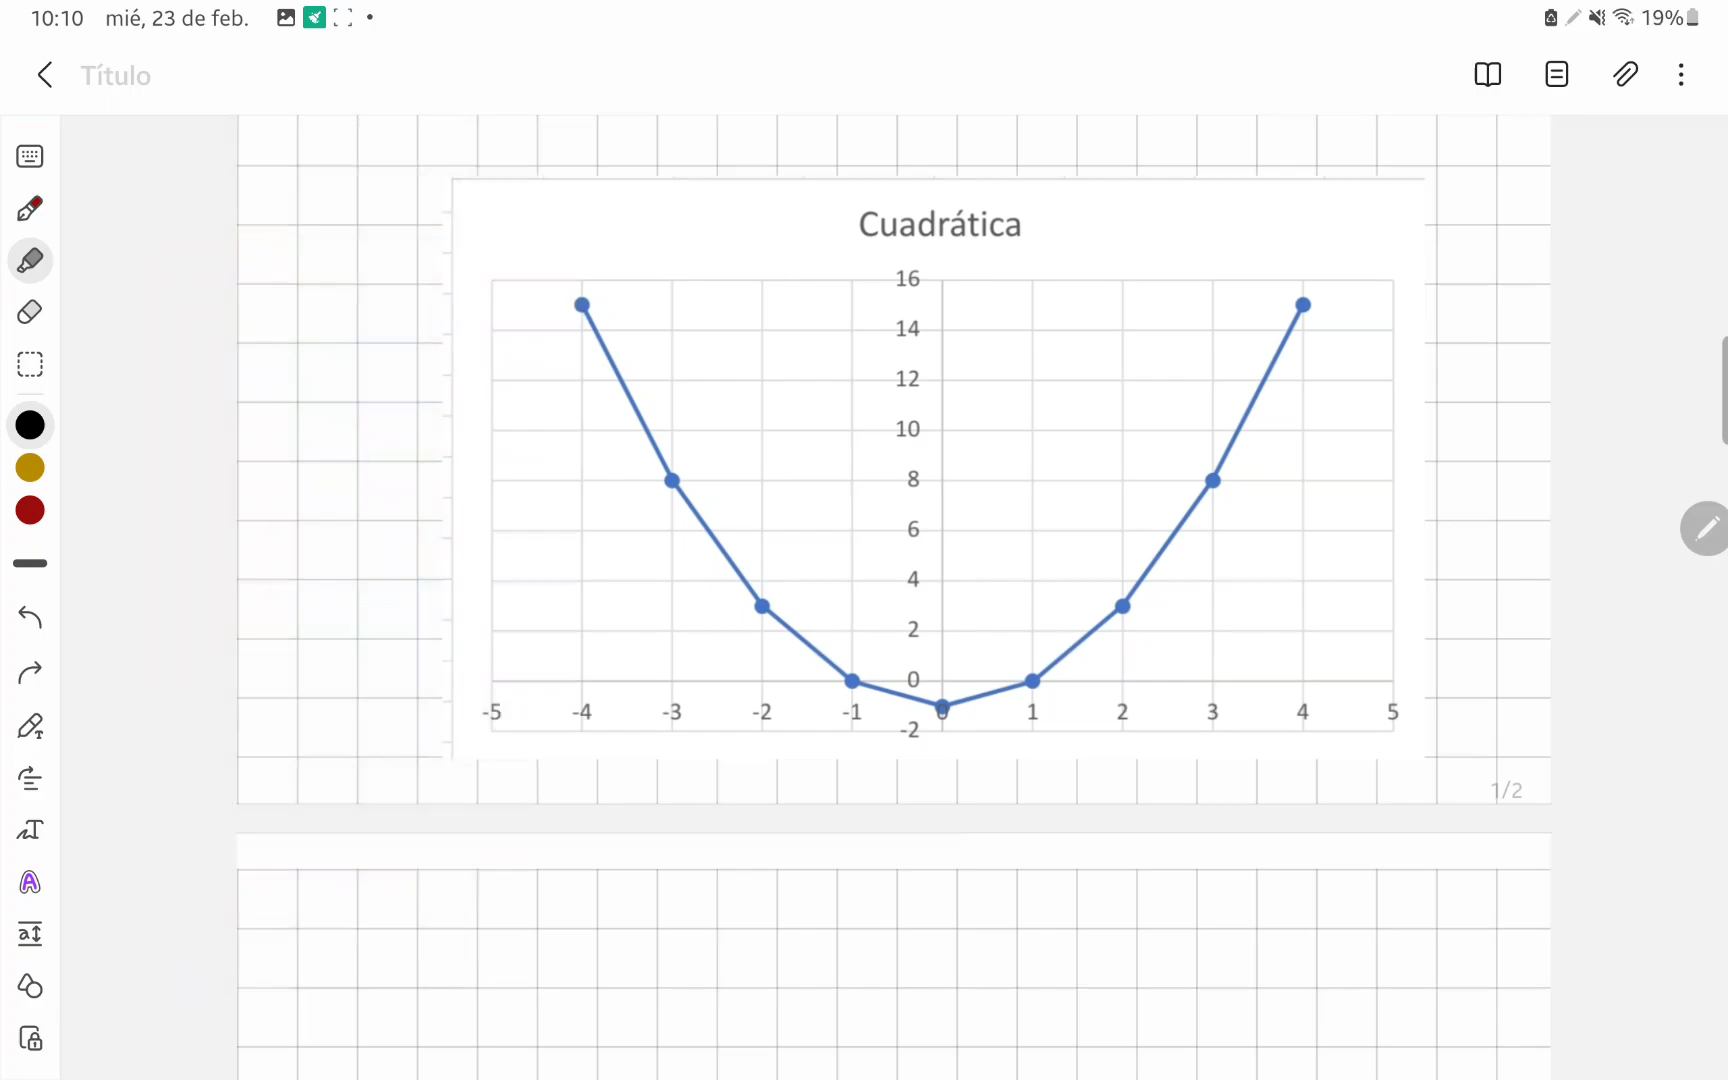 10:10 mié, 23 de feb. 19%
Título
Cuadrática
16
14
12
10
8
6
4
2
0
-5 -4 -3 -2 -1 0 1 2 3 4 5
-2
1/2